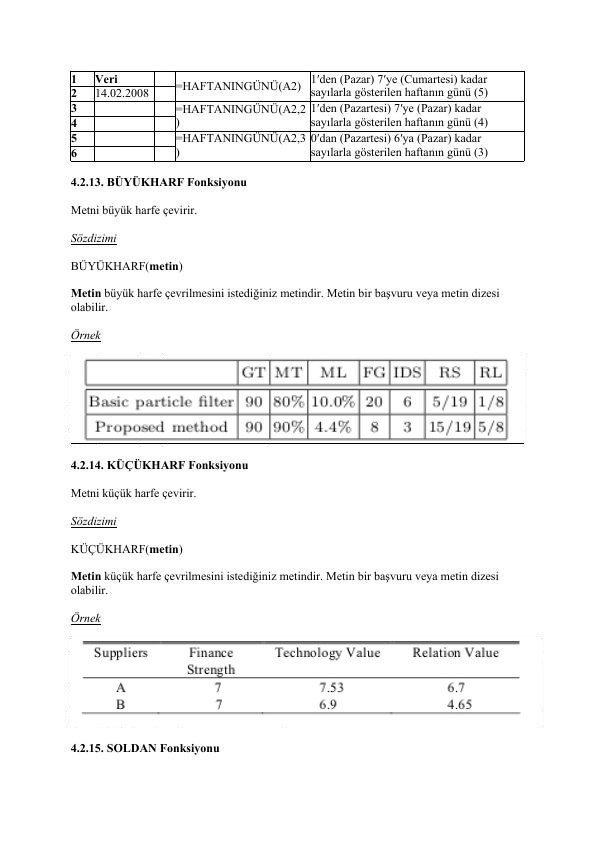 1 Veri =HAFTANINGÜNÜ(A2) 1'den (Pazar) 7'ye (Cumartesi) kadar
2 14.02.2008 sayılarla gösterilen haftanın günü (5)
3 =HAFTANINGÜNÜ(A2,2 1'den (Pazartesi) 7'ye (Pazar) kadar
4 ) sayılarla gösterilen haftanın günü (4)
5 =HAFTANINGÜNÜ(A2,3 0'dan (Pazartesi) 6'ya (Pazar) kadar
6 ) sayılarla gösterilen haftanın günü (3)
4.2.13. BÜYÜKHARF Fonksiyonu
Metni büyük harfe çevirir.
Sözdizimi
BÜYÜKHARF(metin)
Metin büyük harfe çevrilmesini istediğiniz metindir. Metin bir başvuru veya metin dizesi
olabilir.
Örnek
GT MT ML FG IDS RS RL
Basic particle filter 90 80% 10.0% 20 6 5/19 1/8
Proposed method 90 90% 4.4% 8 3 15/19 5/8
4.2.14. KÜÇÜKHARF Fonksiyonu
Metni küçük harfe çevirir.
Sözdizimi
KÜÇÜKHARF(metin)
Metin küçük harfe çevrilmesini istediğiniz metindir. Metin bir başvuru veya metin dizesi
olabilir.
Örnek
Suppliers Finance Technology Value Relation Value
Strength
A 7 7.53 6.7
B 7 6.9 4.65
4.2.15. SOLDAN Fonksiyonu